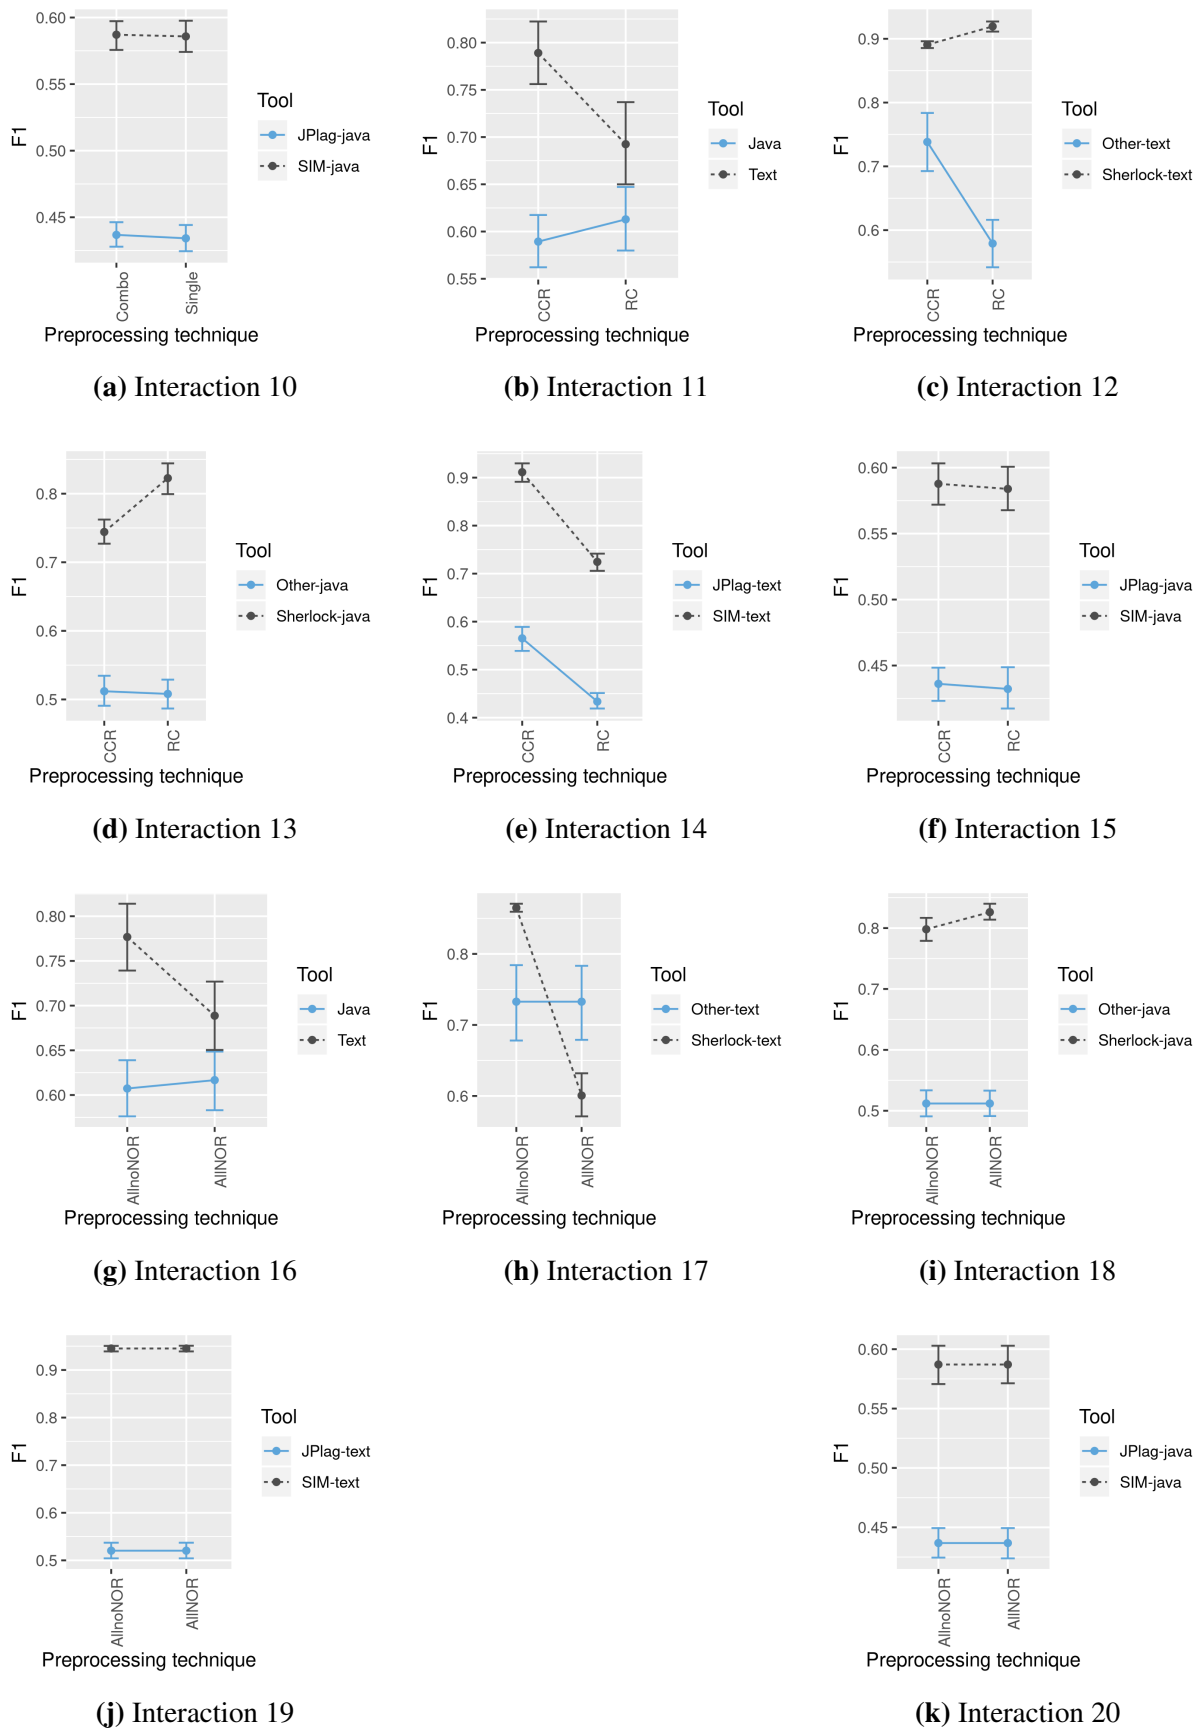 0.60
0.55
0.50
0.45
F1
Combo
Single
Preprocessing technique
Tool
JPlag-java
SIM-java
(a) Interaction 10
0.80
0.75
0.70
0.65
0.60
0.55
F1
CCR
RC
Preprocessing technique
Tool
Java
Text
(b) Interaction 11
0.9
0.8
0.7
0.6
F1
CCR
RC
Preprocessing technique
Tool
Other-text
Sherlock-text
(c) Interaction 12
0.8
0.7
0.6
0.5
F1
CCR
RC
Preprocessing technique
Tool
Other-java
Sherlock-java
(d) Interaction 13
0.9
0.8
0.7
0.6
0.5
0.4
F1
CCR
RC
Preprocessing technique
Tool
JPlag-text
SIM-text
(e) Interaction 14
0.60
0.55
0.50
0.45
F1
CCR
RC
Preprocessing technique
Tool
JPlag-java
SIM-java
(f) Interaction 15
0.80
0.75
0.70
0.65
0.60
F1
AllnoNOR
AllNOR
Preprocessing technique
Tool
Java
Text
(g) Interaction 16
0.8
0.7
0.6
F1
AllnoNOR
AllNOR
Preprocessing technique
Tool
Other-text
Sherlock-text
(h) Interaction 17
0.8
0.7
0.6
0.5
F1
AllnoNOR
AllNOR
Preprocessing technique
Tool
Other-java
Sherlock-java
(i) Interaction 18
0.9
0.8
0.7
0.6
0.5
F1
AllnoNOR
AllNOR
Preprocessing technique
Tool
JPlag-text
SIM-text
(j) Interaction 19
0.60
0.55
0.50
0.45
F1
AllnoNOR
AllNOR
Preprocessing technique
Tool
JPlag-java
SIM-java
(k) Interaction 20